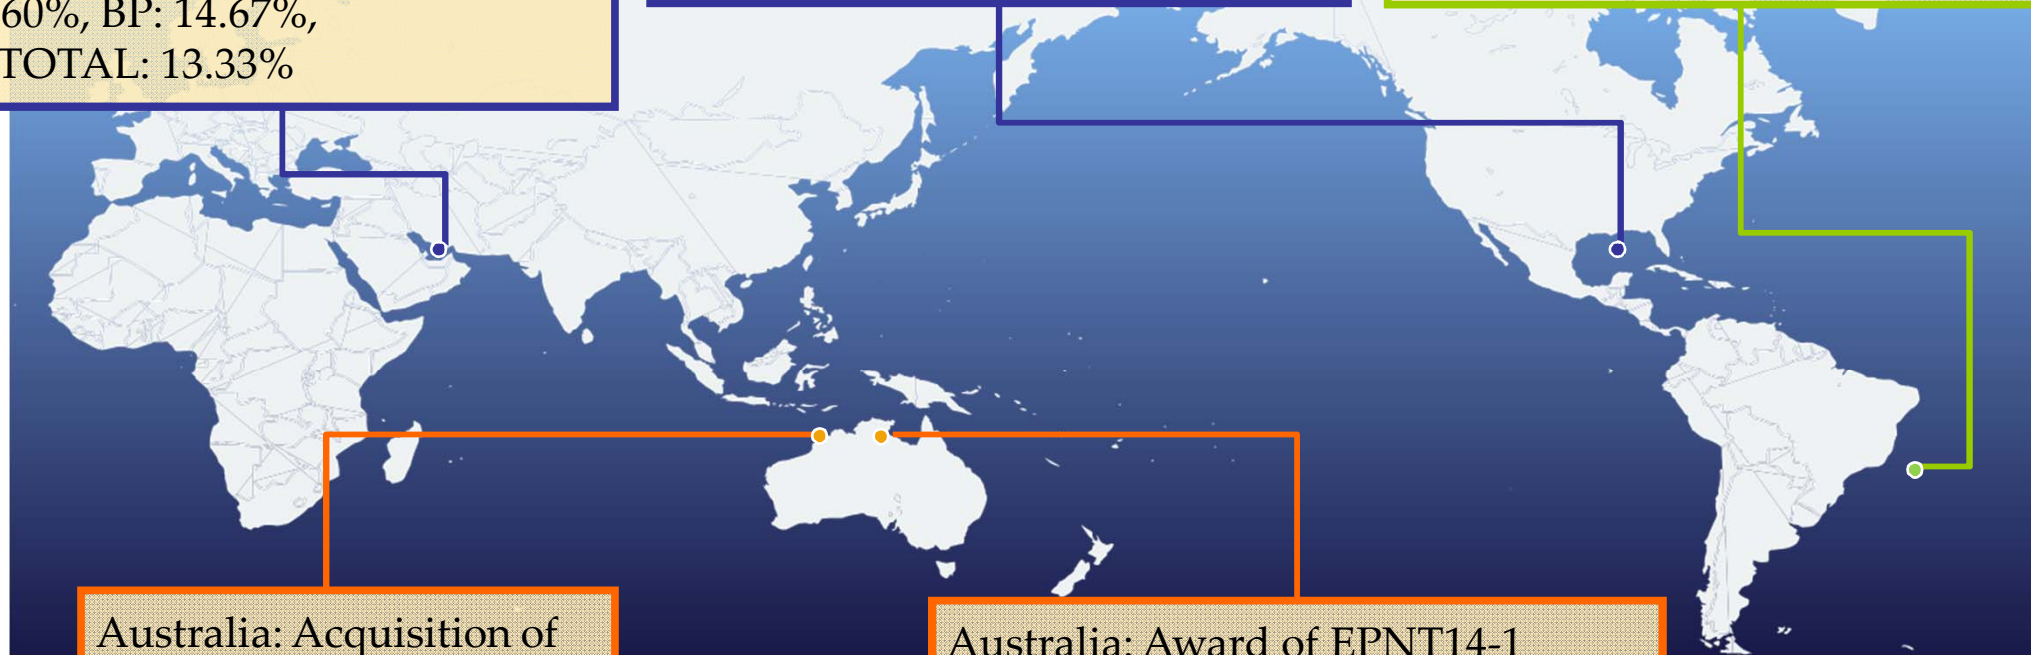 60%, BP: 14.67%,
TOTAL: 13.33%
Australia: Acquisition of
Australia: Award of EPNT14-1